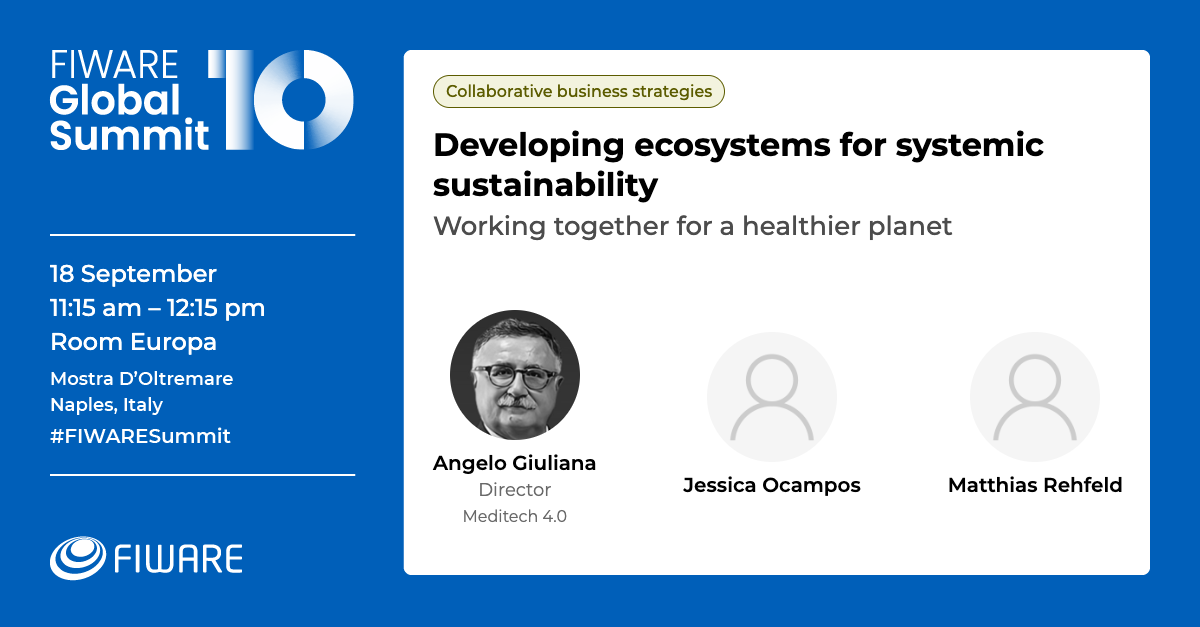 FIWARE
Global
Summit
10
18 September
11:15 am – 12:15 pm
Room Europa
Mostra D’Oltremare
Naples, Italy
#FIWARESummit
FIWARE
Collaborative business strategies
Developing ecosystems for systemic
sustainability
Working together for a healthier planet
Angelo Giuliana
Director
Meditech 4.0
Jessica Ocampos
Matthias Rehfeld